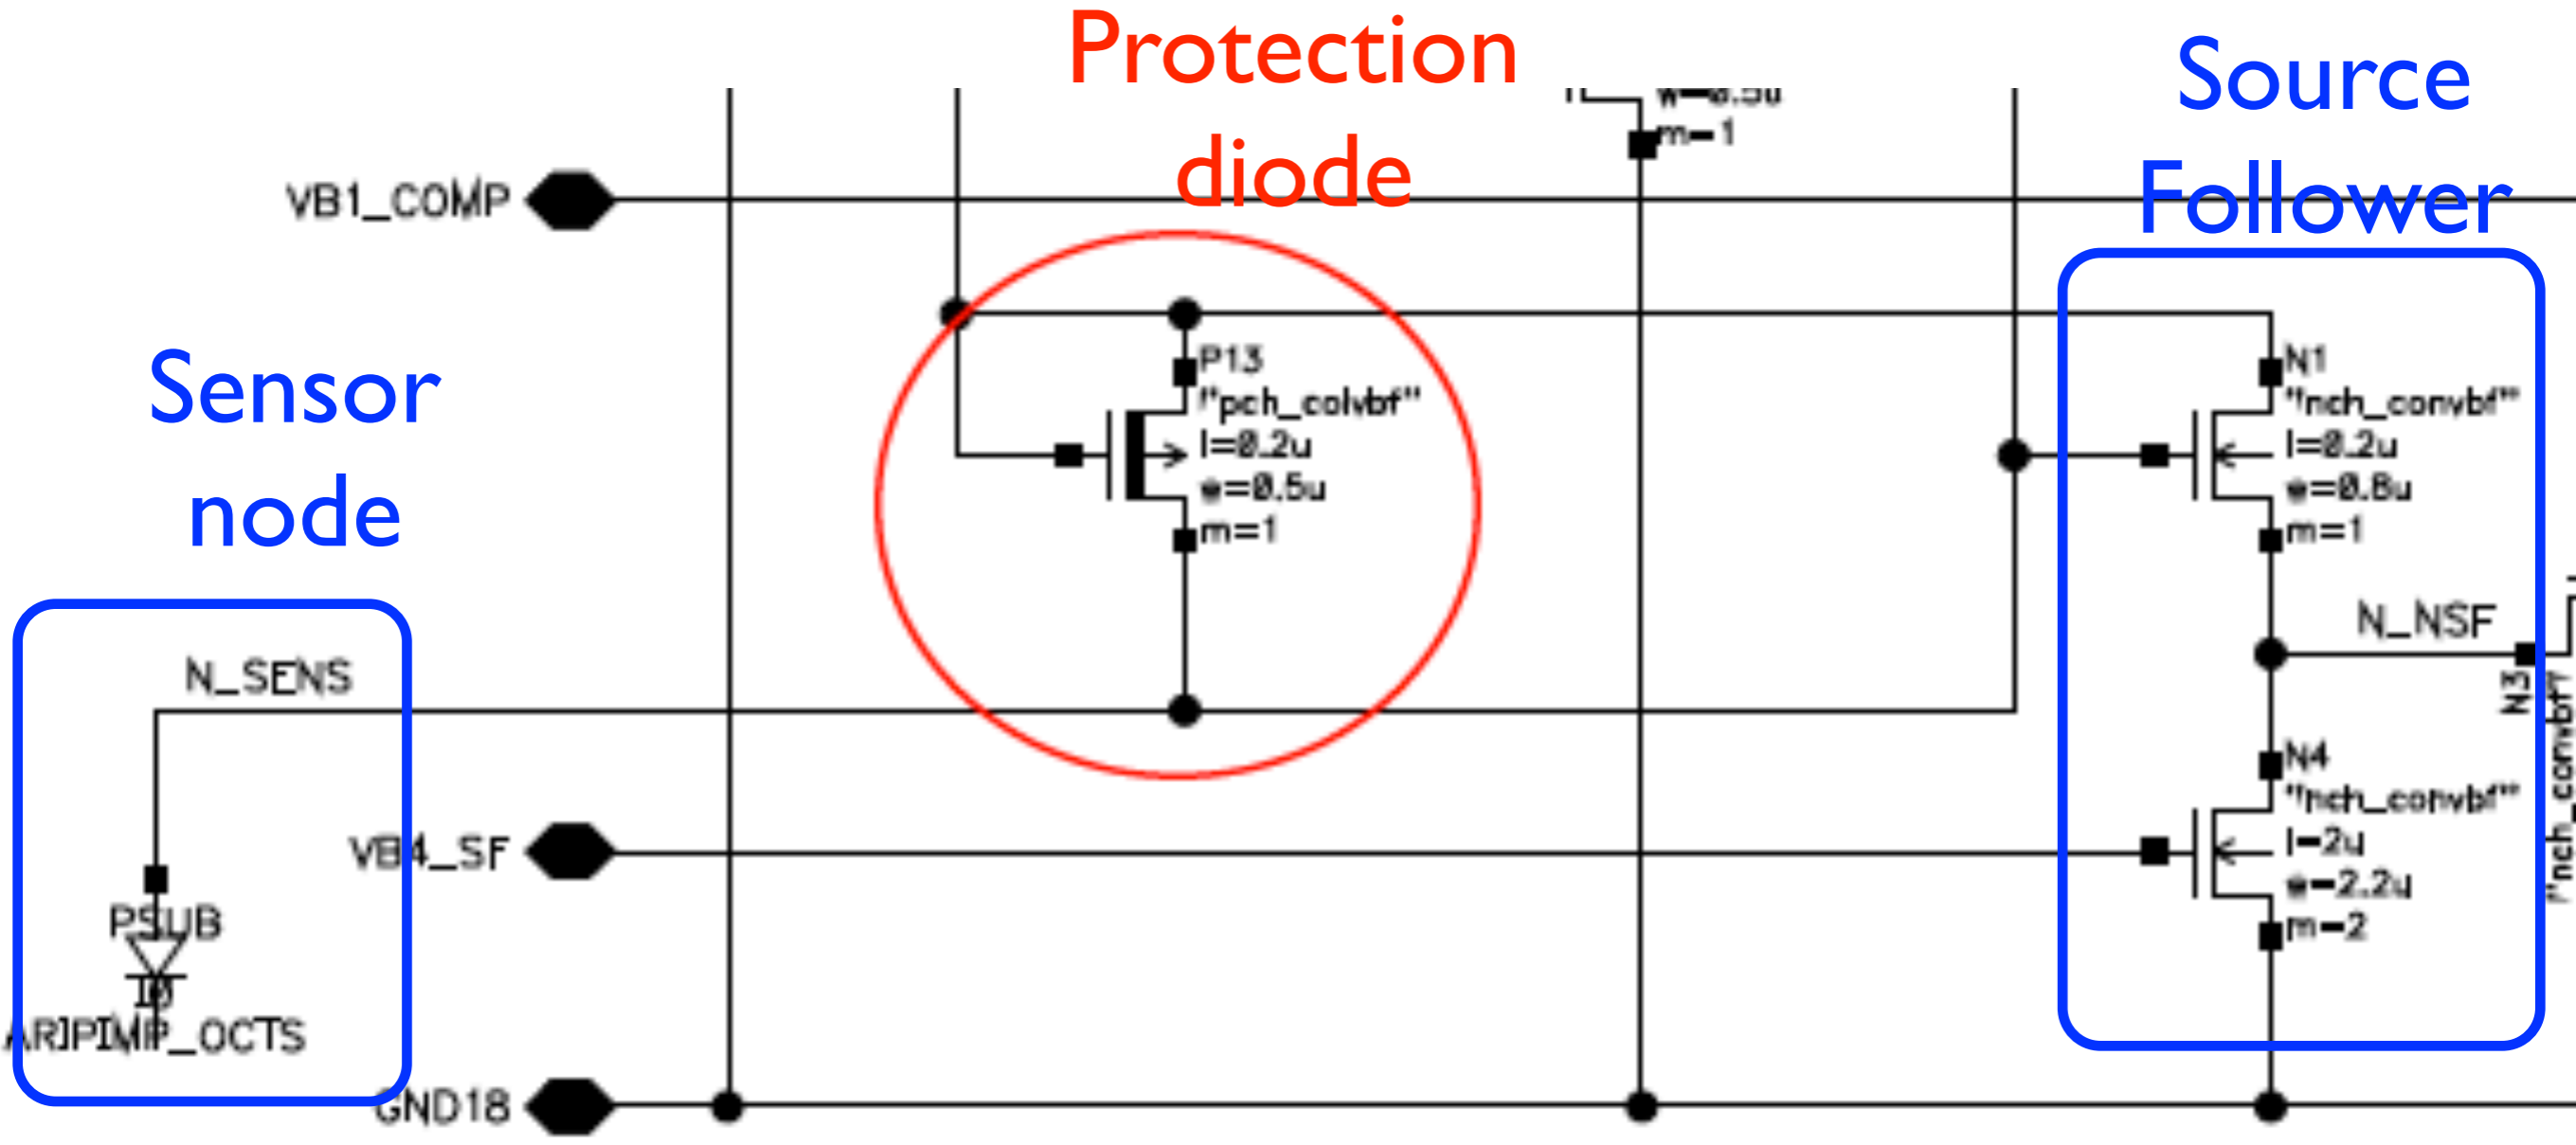 Protection
diode
Source
Follower
Sensor
node
m-1
VB1_COMP
P13
"pch_colvbf"
l=0.2u
w=0.5u
m=1
N1
"nch_convbf"
l=0.2u
w=0.8u
m=1
N_SENS
N_NSF
N3
N4
"nch_convbf"
l-2u
w-2.2u
m-2
VB4_SF
PSUB
GND18